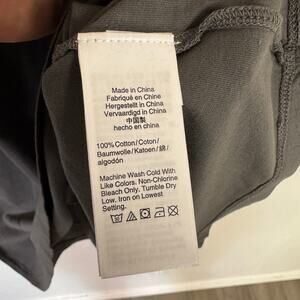 Made in China
Fabriqué en Chine
Hergestellt in China
Vervaardigd in China
中国製
hecho en china
100%Cotton/Coton/
Baumwolle/Katoen/綿/
algodón
Machine Wash Cold With
Like Colors. Non-Chlorine
Bleach Only. Tumble Dry
Low. Iron on Lowest
Setting.